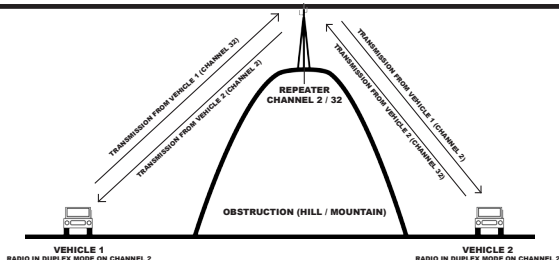 TRANSMISSION FROM VEHICLE 1 (CHANNEL 32)
TRANSMISSION FROM VEHICLE 2 (CHANNEL 2)
TRANSMISSION FROM VEHICLE 1 (CHANNEL 2)
TRANSMISSION FROM VEHICLE 2 (CHANNEL 32)
REPEATER
CHANNEL 2 / 32
OBSTRUCTION (HILL / MOUNTAIN)
VEHICLE 1
RADIO IN DUPLEX MODE ON CHANNEL 2
VEHICLE 2
RADIO IN DUPLEX MODE ON CHANNEL 2